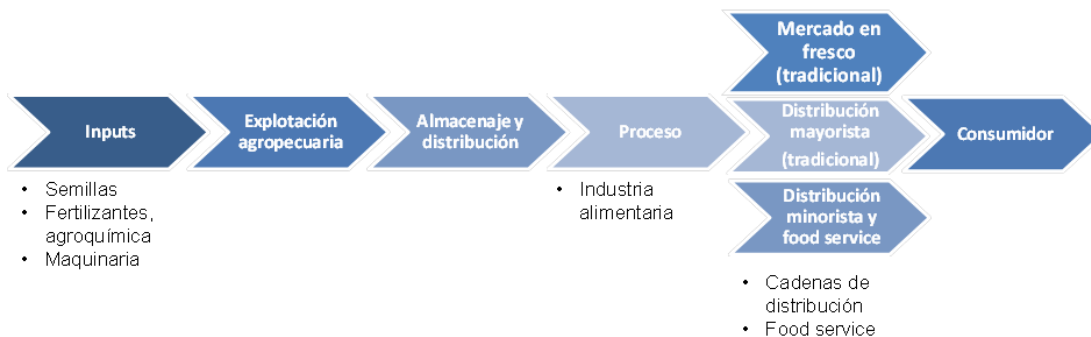 Inputs
• Semillas
• Fertilizantes,
agroquímica
• Maquinaria
Explotación
agropecuaria
Almacenaje y
distribución
Proceso
• Industria
alimentaria
Mercado en
fresco
(tradicional)
Distribución
mayorista
(tradicional)
Distribución
minorista y
food service
• Cadenas de
distribución
• Food service
Consumidor